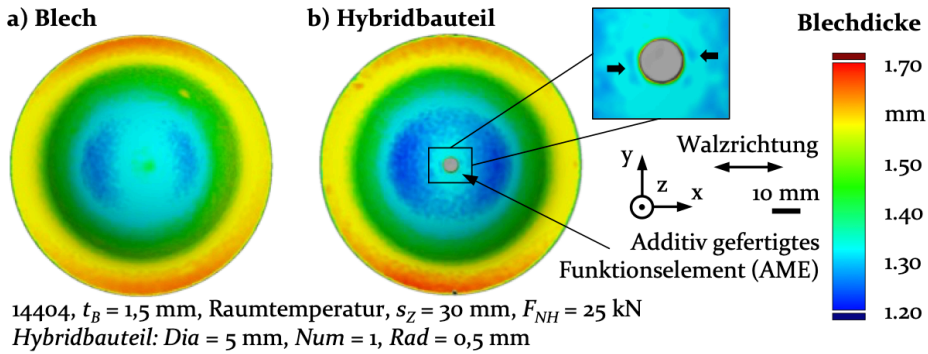 a) Blech
b) Hybridbauteil
Blechdicke
1.70
mm
1.50
1.40
1.30
1.20
Walzrichtung
y
z
x
10 mm
Additiv gefertigtes
Funktionselement (AME)
14404, t_B = 1,5 mm, Raumtemperatur, s_Z = 30 mm, F_NH = 25 kN
Hybridbauteil: Dia = 5 mm, Num = 1, Rad = 0,5 mm